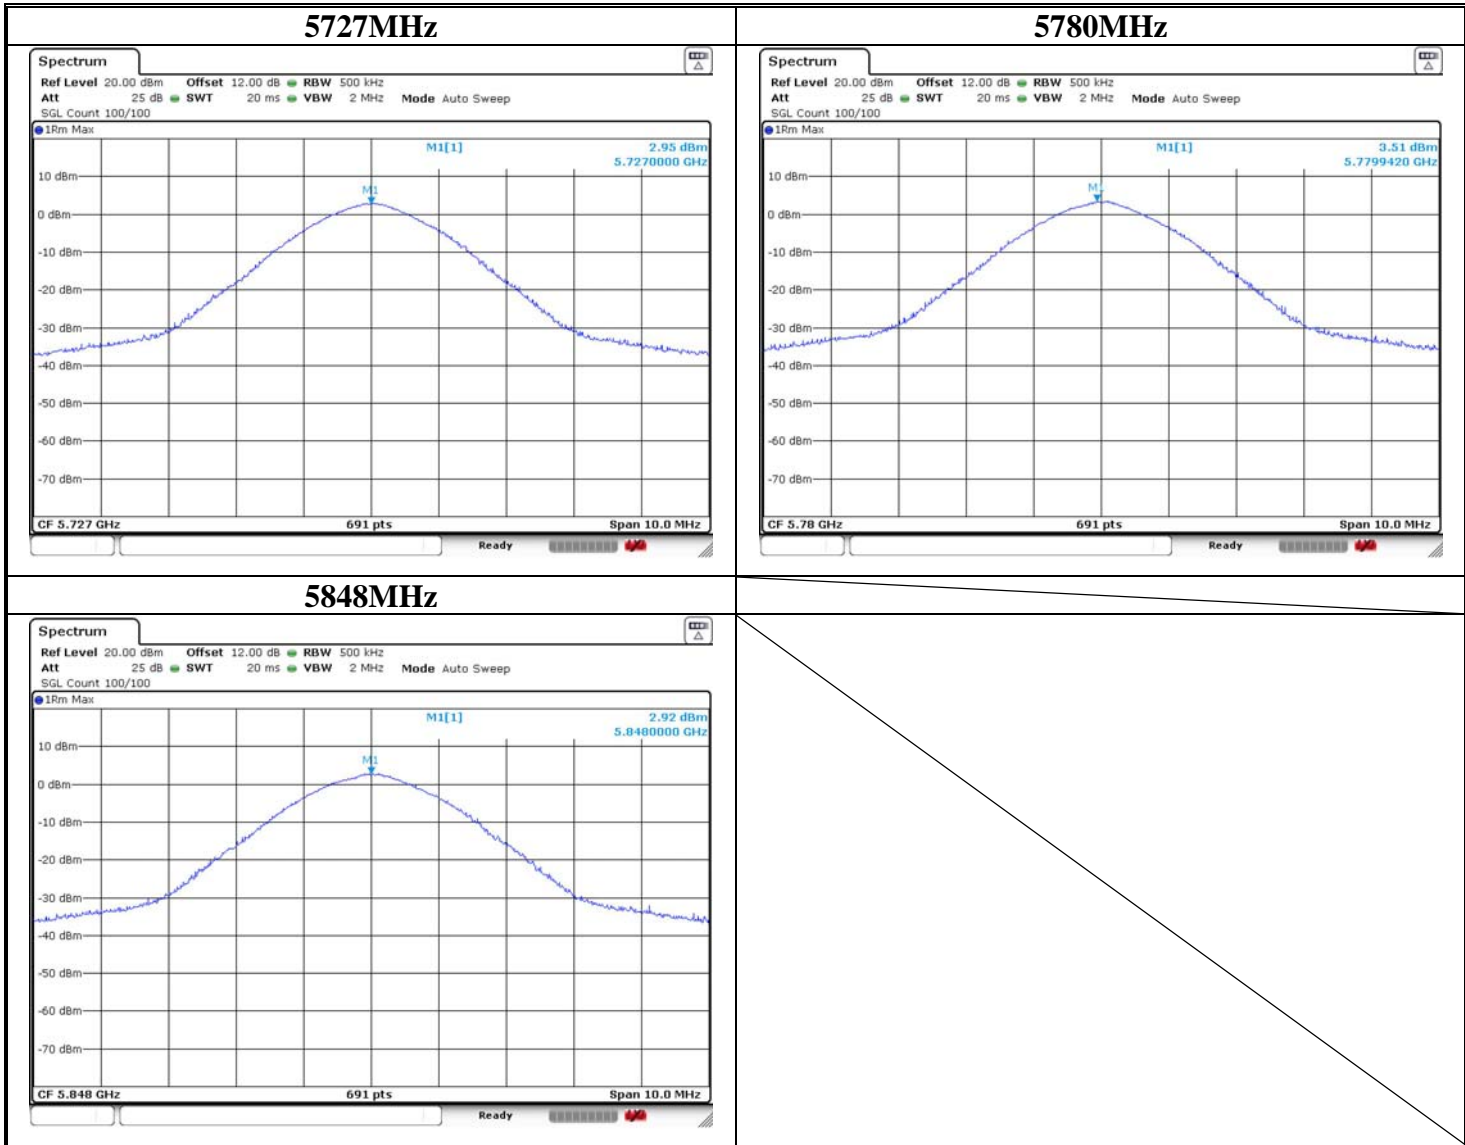 5727MHz
5780MHz
Spectrum
Ref Level 20.00 dBm Offset 12.00 dB RBW 500 kHz
Att 25 dB SWT 20 ms VBW 2 MHz Mode Auto Sweep
SGL Count 100/100
1Rm Max
M1[1] 2.95 dBm
5.7270000 GHz
M1
10 dBm
0 dBm
-10 dBm
-20 dBm
-30 dBm
-40 dBm
-50 dBm
-60 dBm
-70 dBm
CF 5.727 GHz 691 pts Span 10.0 MHz
Ready
Spectrum
Ref Level 20.00 dBm Offset 12.00 dB RBW 500 kHz
Att 25 dB SWT 20 ms VBW 2 MHz Mode Auto Sweep
SGL Count 100/100
1Rm Max
M1[1] 3.51 dBm
5.7799420 GHz
M1
10 dBm
0 dBm
-10 dBm
-20 dBm
-30 dBm
-40 dBm
-50 dBm
-60 dBm
-70 dBm
CF 5.78 GHz 691 pts Span 10.0 MHz
Ready
5848MHz
Spectrum
Ref Level 20.00 dBm Offset 12.00 dB RBW 500 kHz
Att 25 dB SWT 20 ms VBW 2 MHz Mode Auto Sweep
SGL Count 100/100
1Rm Max
M1[1] 2.92 dBm
5.8480000 GHz
M1
10 dBm
0 dBm
-10 dBm
-20 dBm
-30 dBm
-40 dBm
-50 dBm
-60 dBm
-70 dBm
CF 5.848 GHz 691 pts Span 10.0 MHz
Ready